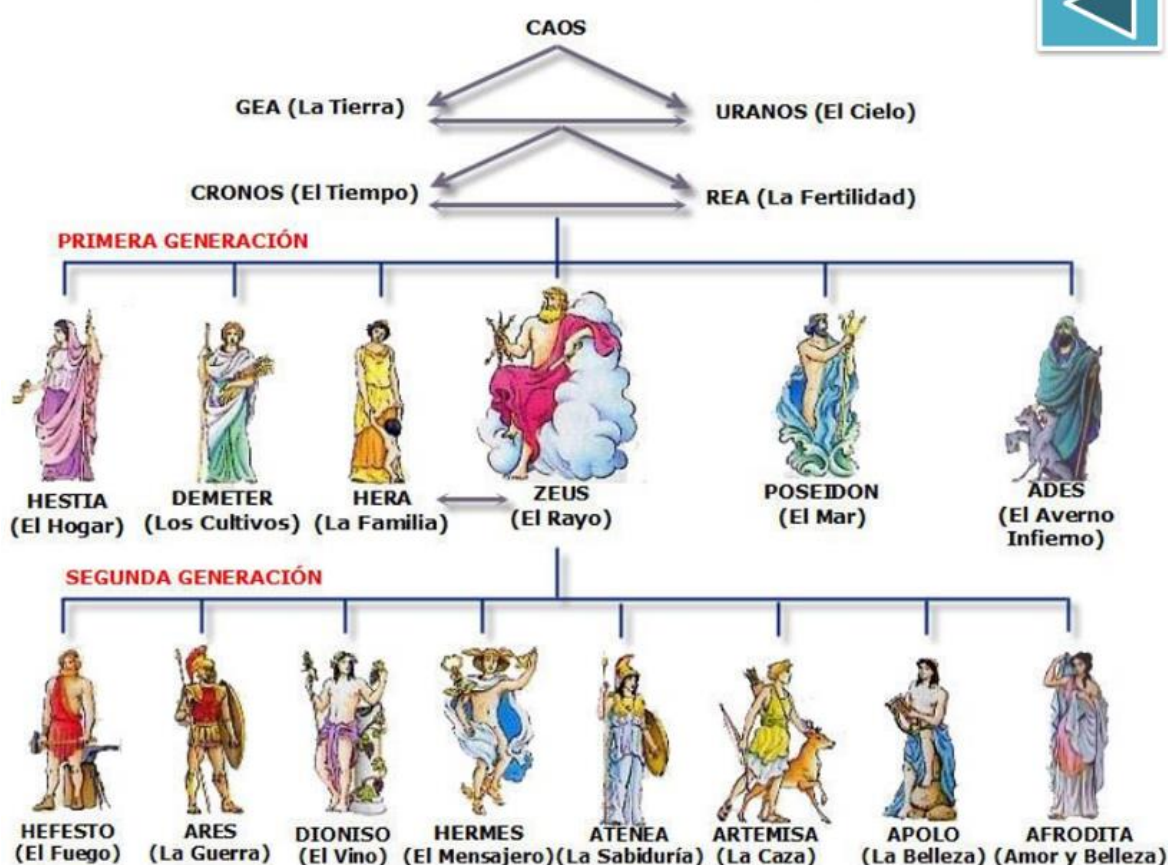 CAOS
GEA (La Tierra)
URANOS (El Cielo)
CRONOS (El Tiempo)
REA (La Fertilidad)
PRIMERA GENERACIÓN
HESTIA
(El Hogar)
DEMETER
(Los Cultivos)
HERA
(La Familia)
ZEUS
(El Rayo)
POSEIDON
(El Mar)
ADES
(El Averno
Infierno)
SEGUNDA GENERACIÓN
HEFESTO
(El Fuego)
ARES
(La Guerra)
DIONISO
(El Vino)
HERMES
(El Mensajero)
ATENEA
(La Sabiduría)
ARTEMISA
(La Caza)
APOLO
(La Belleza)
AFRODITA
(Amor y Belleza)